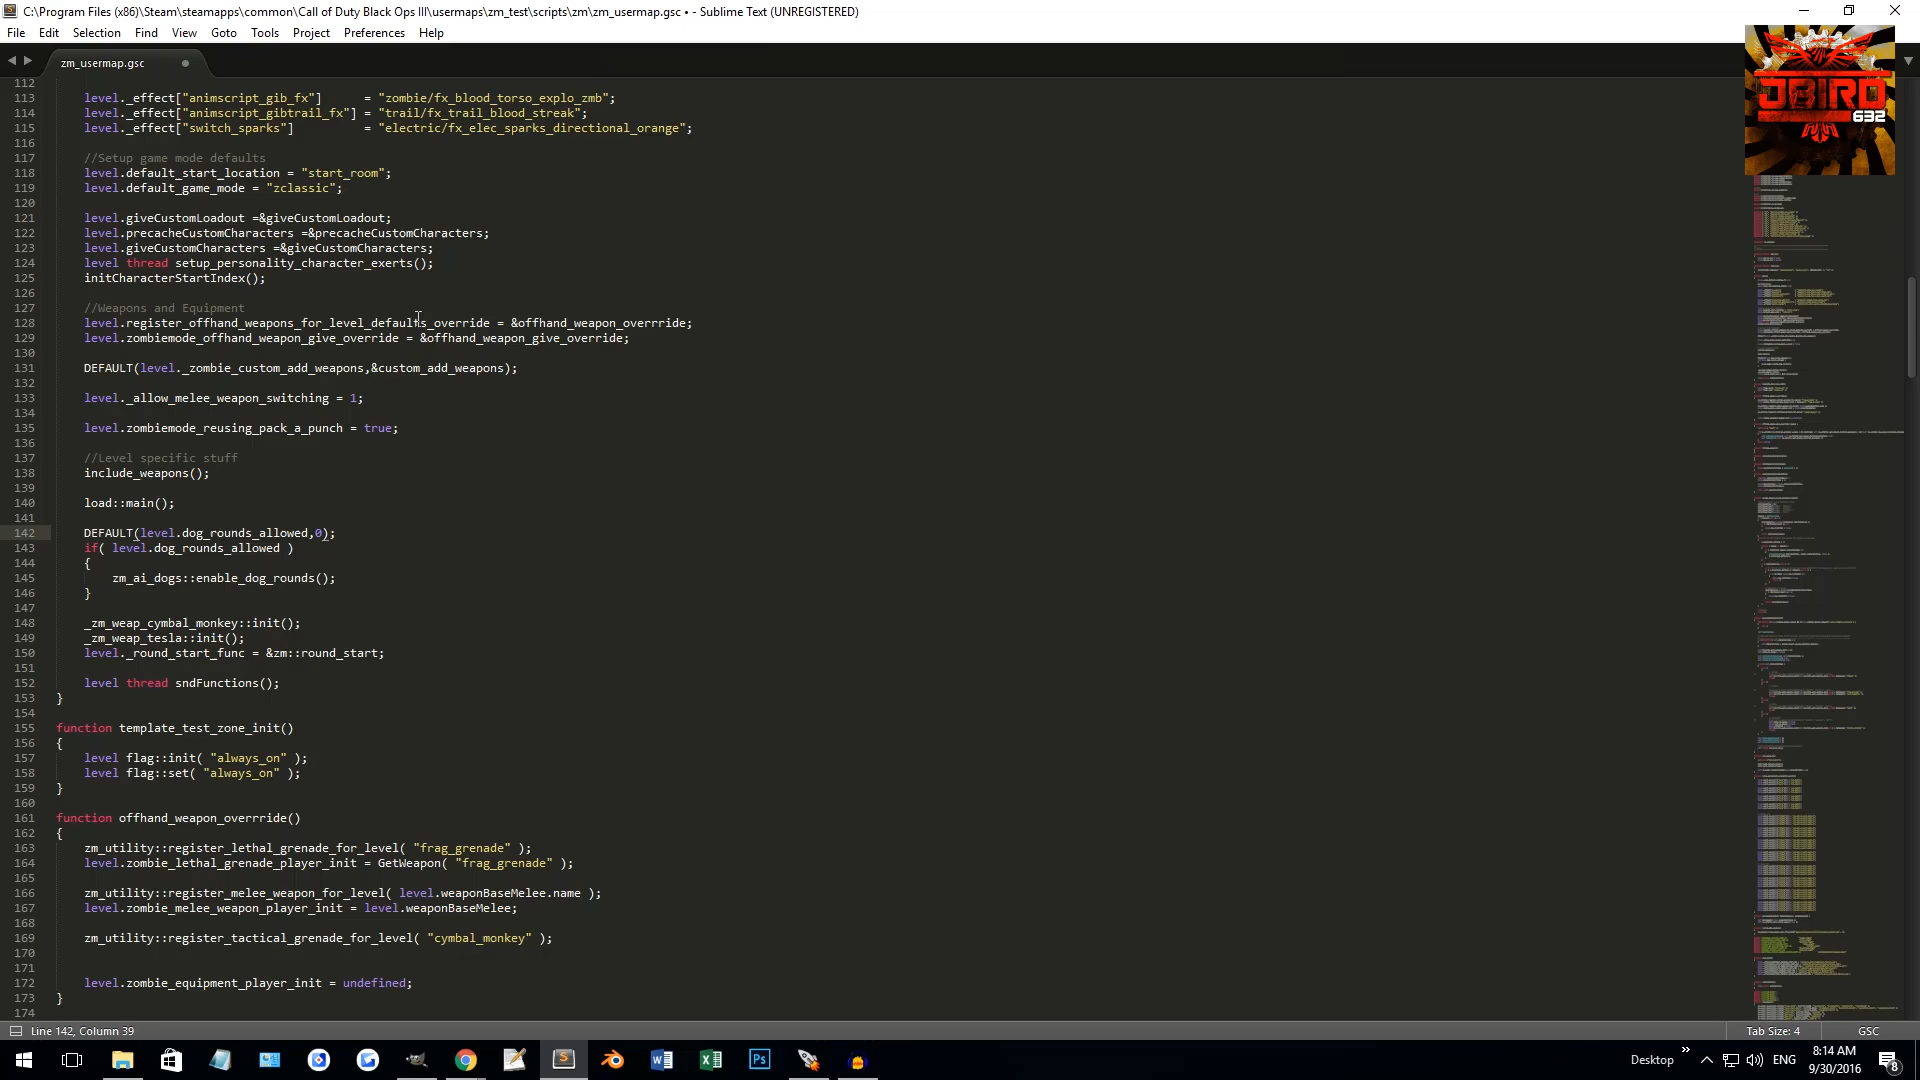 C:\Program Files (x86)\Steam\steamapps\common\Call of Duty Black Ops III\usermaps\zm_test\scripts\zm\zm_usermap.gsc • - Sublime Text (UNREGISTERED)
File Edit Selection Find View Goto Tools Project Preferences Help
zm_usermap.gsc
JBIRD
632
112
113 level._effect["animscript_gib_fx"] = "zombie/fx_blood_torso_explo_zmb";
114 level._effect["animscript_gibtrail_fx"] = "trail/fx_trail_blood_streak";
115 level._effect["switch_sparks"] = "electric/fx_elec_sparks_directional_orange";
116
117 //Setup game mode defaults
118 level.default_start_location = "start_room";
119 level.default_game_mode = "zclassic";
120
121 level.giveCustomLoadout =&giveCustomLoadout;
122 level.precacheCustomCharacters =&precacheCustomCharacters;
123 level.giveCustomCharacters =&giveCustomCharacters;
124 level thread setup_personality_character_exerts();
125 initCharacterStartIndex();
126
127 //Weapons and Equipment
128 level.register_offhand_weapons_for_level_defaults_override = &offhand_weapon_overrride;
129 level.zombiemode_offhand_weapon_give_override = &offhand_weapon_give_override;
130
131 DEFAULT(level._zombie_custom_add_weapons,&custom_add_weapons);
132
133 level._allow_melee_weapon_switching = 1;
134
135 level.zombiemode_reusing_pack_a_punch = true;
136
137 //Level specific stuff
138 include_weapons();
139
140 load::main();
141
142 DEFAULT(level.dog_rounds_allowed,0);
143 if( level.dog_rounds_allowed )
144 {
145 zm_ai_dogs::enable_dog_rounds();
146 }
147
148 _zm_weap_cymbal_monkey::init();
149 _zm_weap_tesla::init();
150 level._round_start_func = &zm::round_start;
151
152 level thread sndFunctions();
153 }
154
155 function template_test_zone_init()
156 {
157 level flag::init( "always_on" );
158 level flag::set( "always_on" );
159 }
160
161 function offhand_weapon_overrride()
162 {
163 zm_utility::register_lethal_grenade_for_level( "frag_grenade" );
164 level.zombie_lethal_grenade_player_init = GetWeapon( "frag_grenade" );
165
166 zm_utility::register_melee_weapon_for_level( level.weaponBaseMelee.name );
167 level.zombie_melee_weapon_player_init = level.weaponBaseMelee;
168
169 zm_utility::register_tactical_grenade_for_level( "cymbal_monkey" );
170
171
172 level.zombie_equipment_player_init = undefined;
173 }
174
Line 142, Column 39 Tab Size: 4 GSC
Desktop ENG 8:14 AM
9/30/2016 8